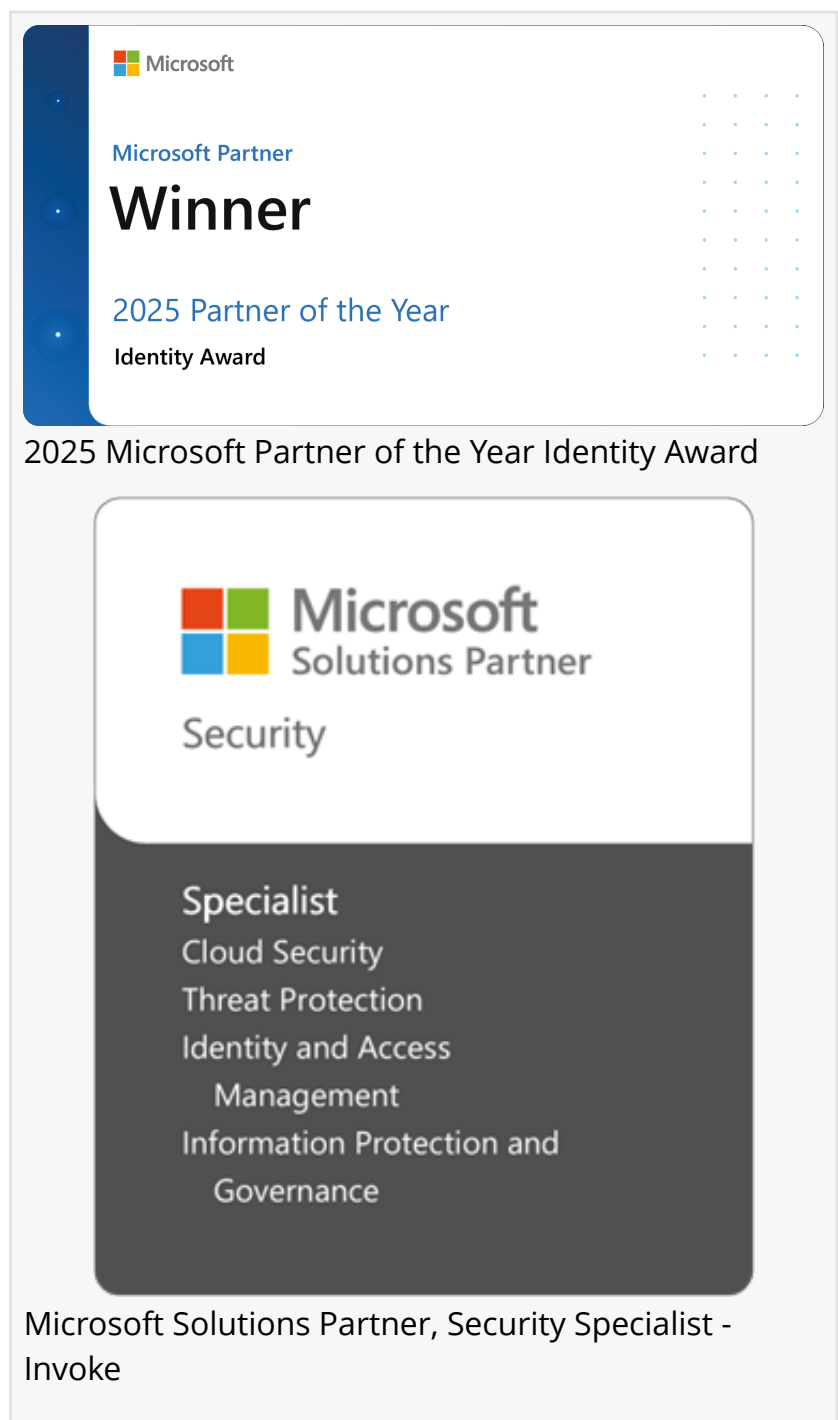 Microsoft
Microsoft Partner
Winner
2025 Partner of the Year
Identity Award
2025 Microsoft Partner of the Year Identity Award
Microsoft
Solutions Partner
Security
Specialist
Cloud Security
Threat Protection
Identity and Access
Management
Information Protection and
Governance
Microsoft Solutions Partner, Security Specialist -
Invoke